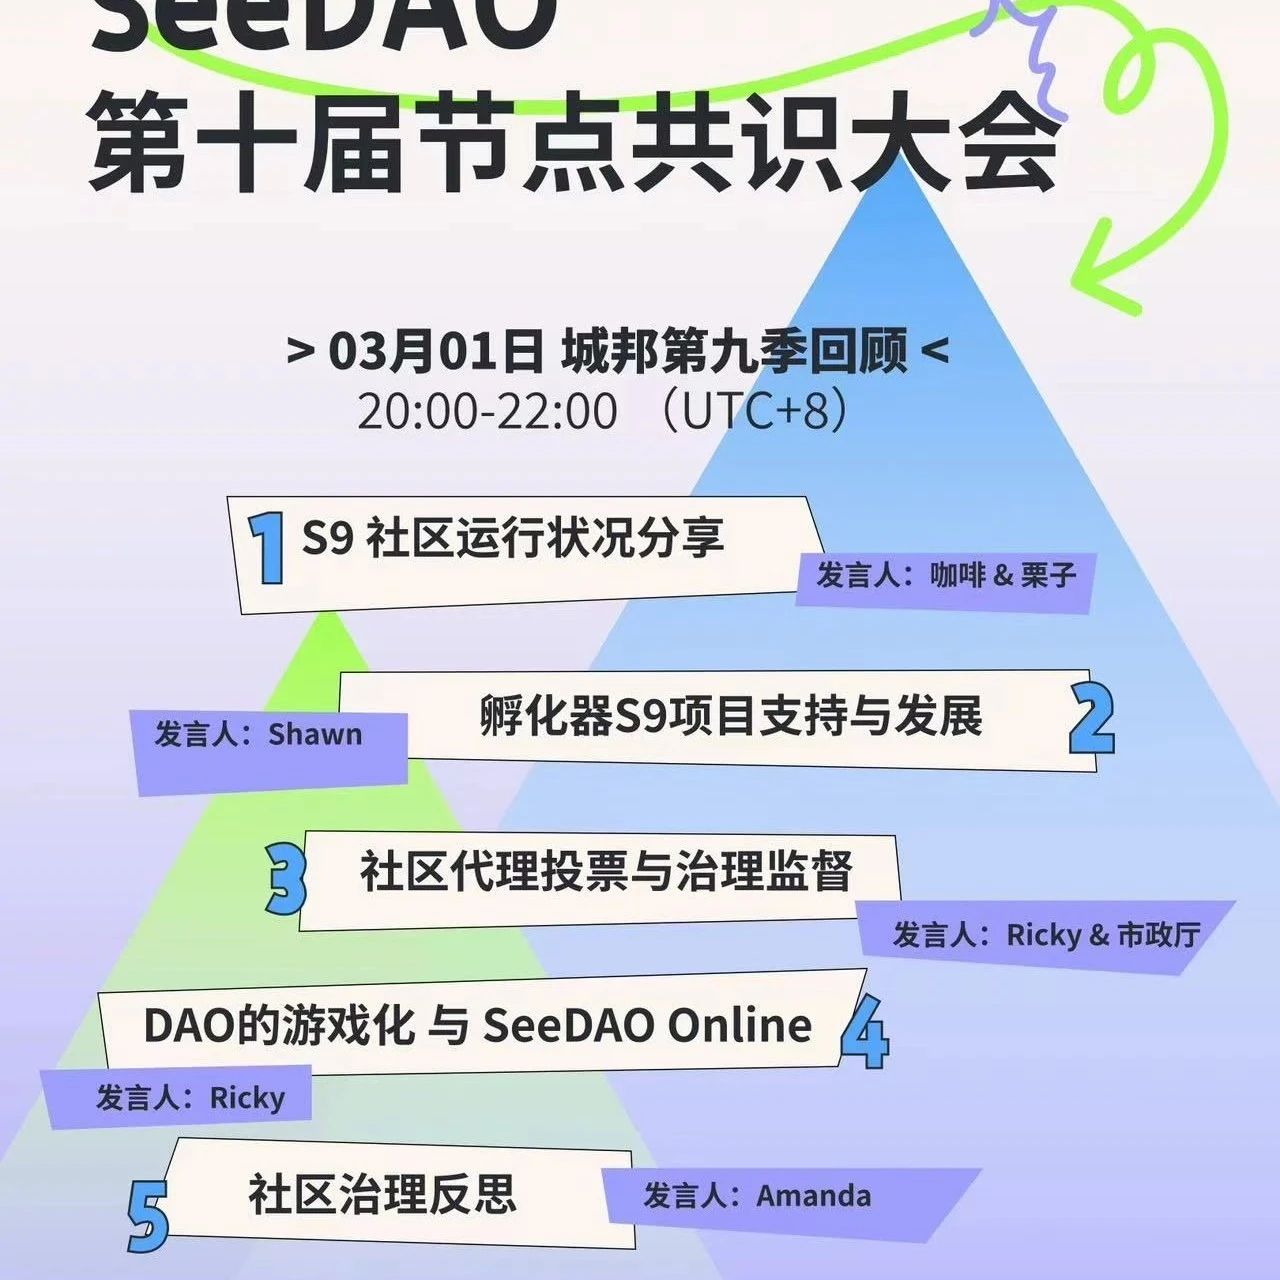 SeeDAO
第十届节点共识大会
> 03月01日 城邦第九季回顾 <
20:00-22:00 （UTC+8）
1 S9 社区运行状况分享
发言人：咖啡 & 栗子
孵化器S9项目支持与发展 2
发言人：Shawn
3 社区代理投票与治理监督
发言人：Ricky & 市政厅
DAO的游戏化 与 SeeDAO Online 4
发言人：Ricky
5 社区治理反思
发言人：Amanda